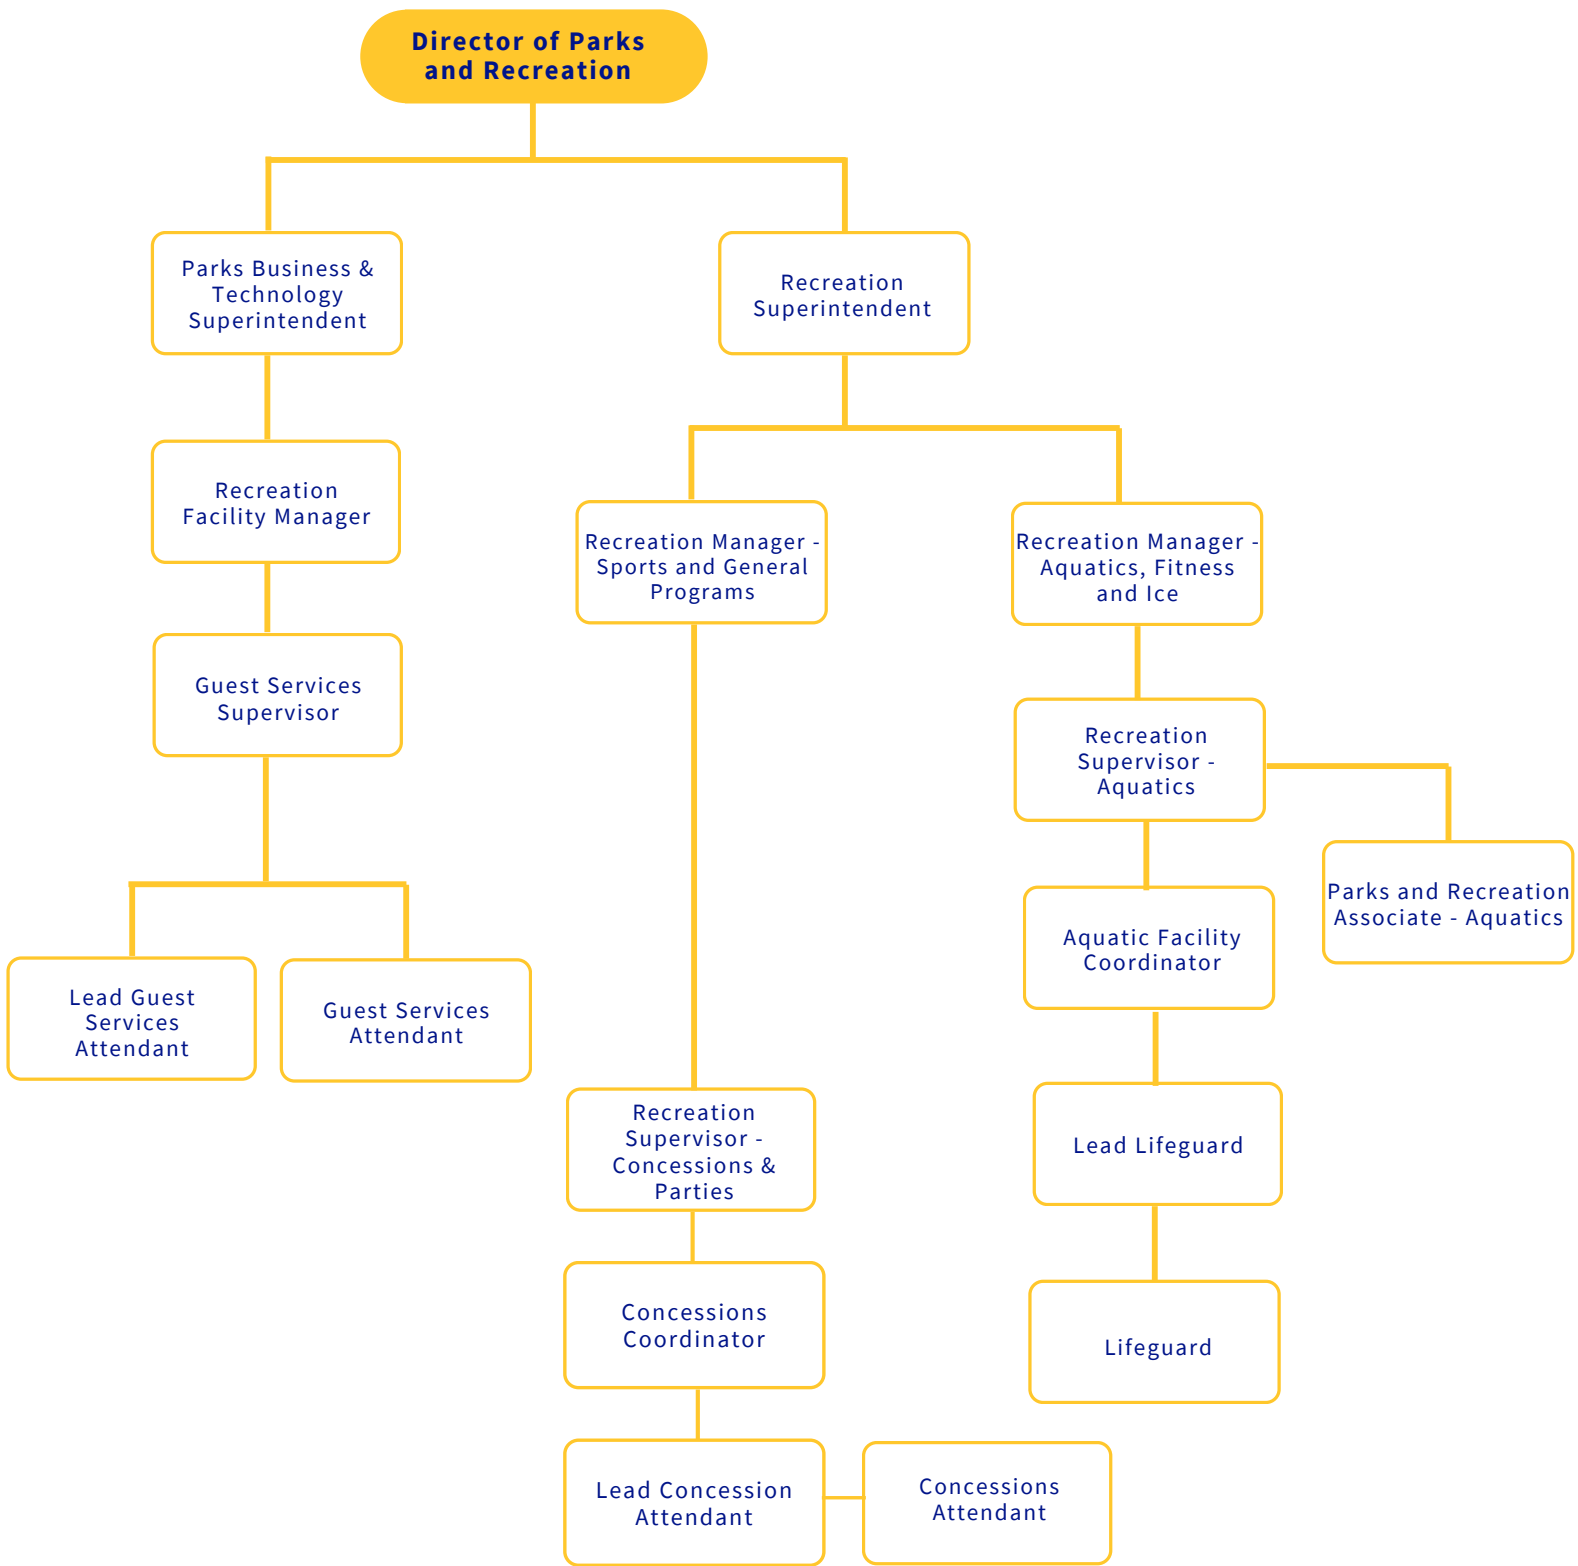 Director of Parks
and Recreation
Parks Business &
Technology
Superintendent
Recreation
Superintendent
Recreation
Facility Manager
Recreation Manager -
Sports and General
Programs
Recreation Manager -
Aquatics, Fitness
and Ice
Guest Services
Supervisor
Recreation
Supervisor -
Aquatics
Parks and Recreation
Associate - Aquatics
Aquatic Facility
Coordinator
Lead Guest
Services
Attendant
Guest Services
Attendant
Recreation
Supervisor -
Concessions &
Parties
Lead Lifeguard
Concessions
Coordinator
Lifeguard
Lead Concession
Attendant
Concessions
Attendant